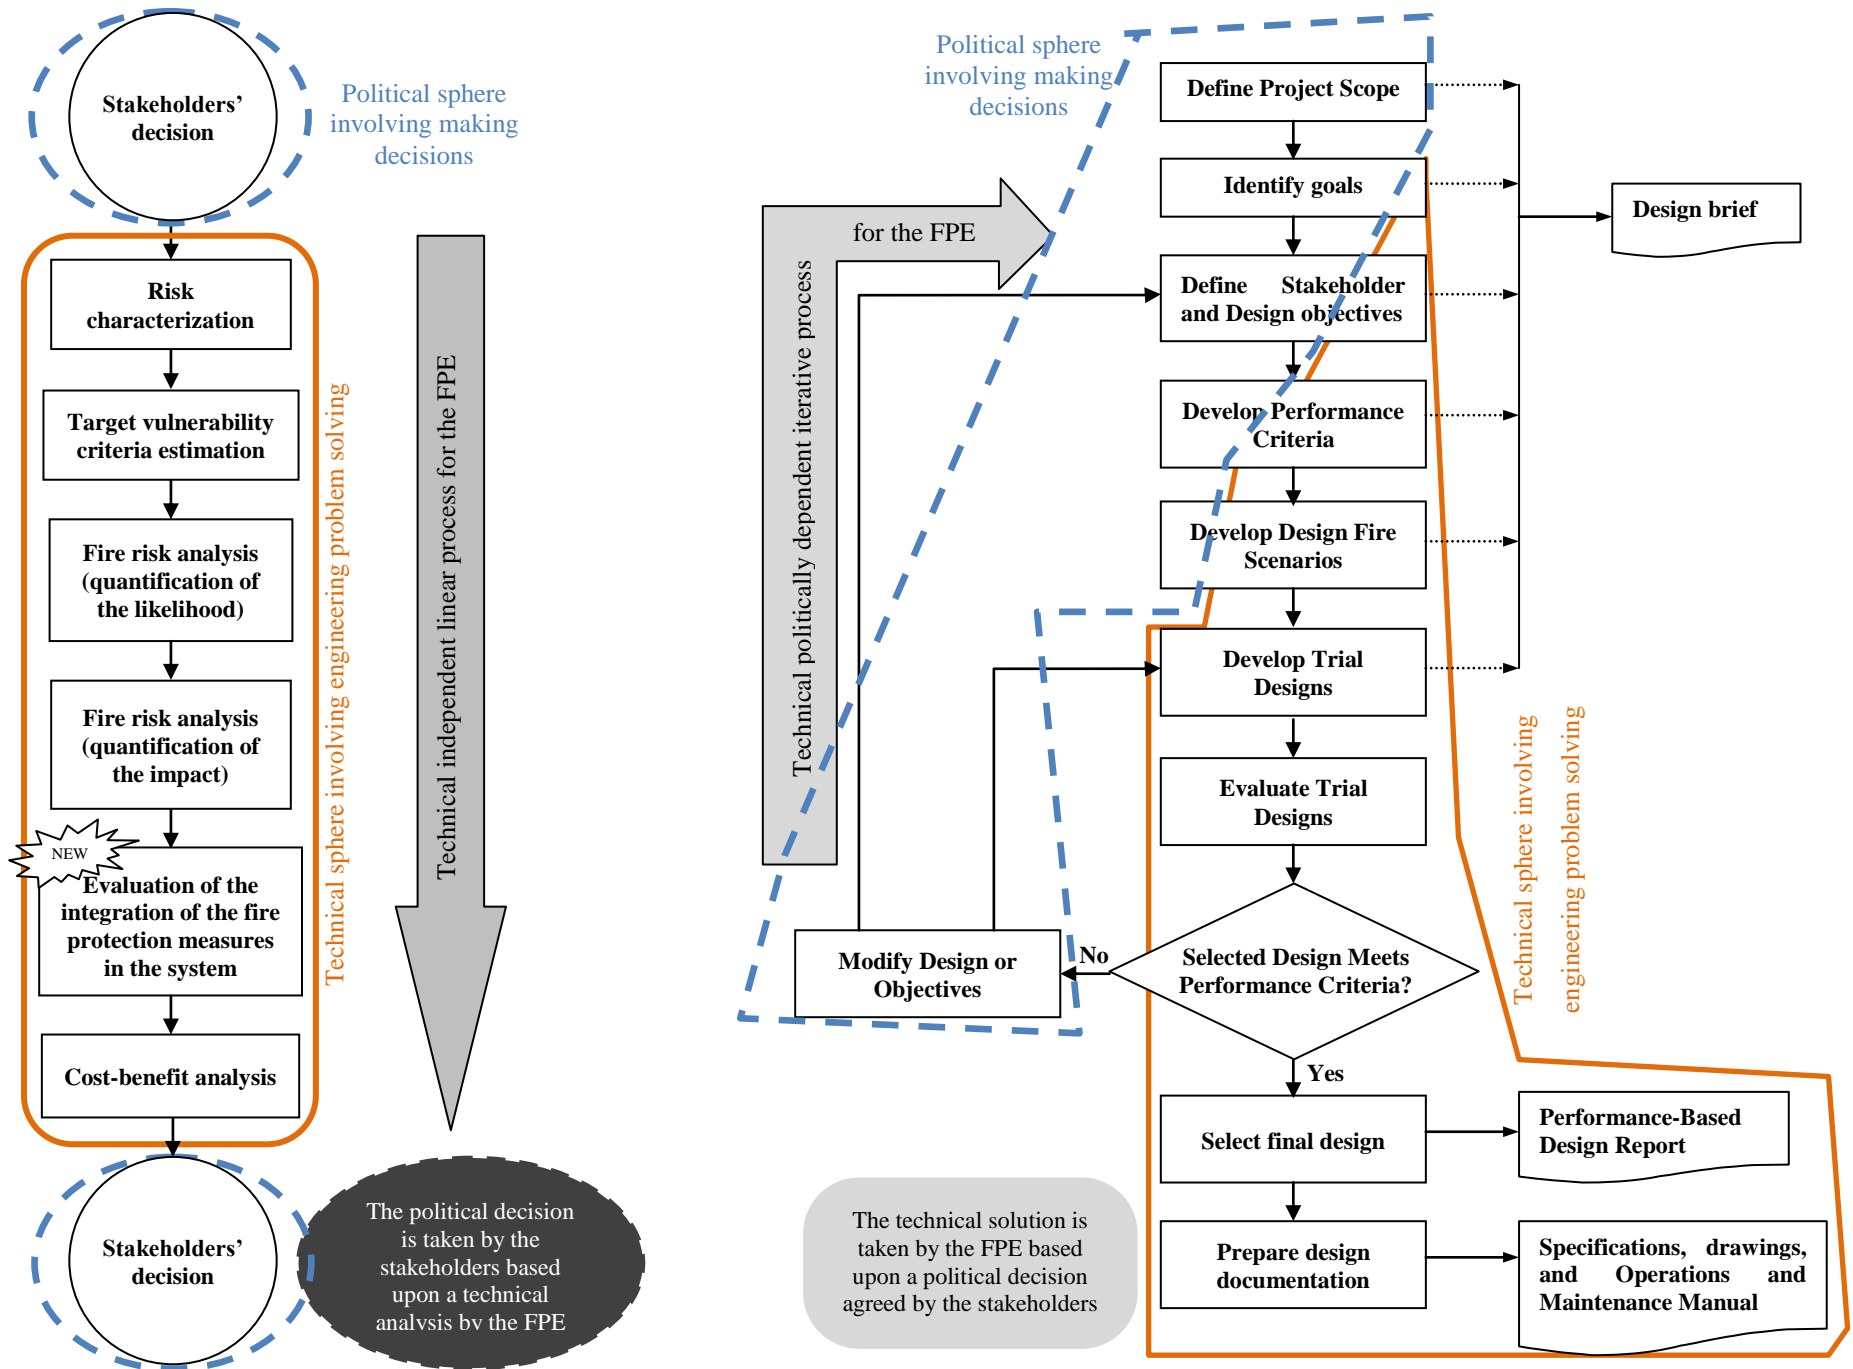 Stakeholders’
decision
Political sphere
involving making
decisions
Risk
characterization
Target vulnerability
criteria estimation
Fire risk analysis
(quantification of
the likelihood)
Fire risk analysis
(quantification of
the impact)
NEW
Evaluation of the
integration of the fire
protection measures
in the system
Cost-benefit analysis
Stakeholders’
decision
Technical sphere involving engineering problem solving
Technical independent linear process for the FPE
The political decision
is taken by the
stakeholders based
upon a technical
analysis by the FPE
Political sphere
involving making
decisions
for the FPE
Technical politically dependent iterative process
Define Project Scope
Identify goals
Define Stakeholder
and Design objectives
Develop Performance
Criteria
Develop Design Fire
Scenarios
Develop Trial
Designs
Evaluate Trial
Designs
Selected Design Meets
Performance Criteria?
No
Modify Design or
Objectives
Yes
Select final design
Prepare design
documentation
Design brief
Technical sphere involving
engineering problem solving
Performance-Based
Design Report
Specifications, drawings,
and Operations and
Maintenance Manual
The technical solution is
taken by the FPE based
upon a political decision
agreed by the stakeholders